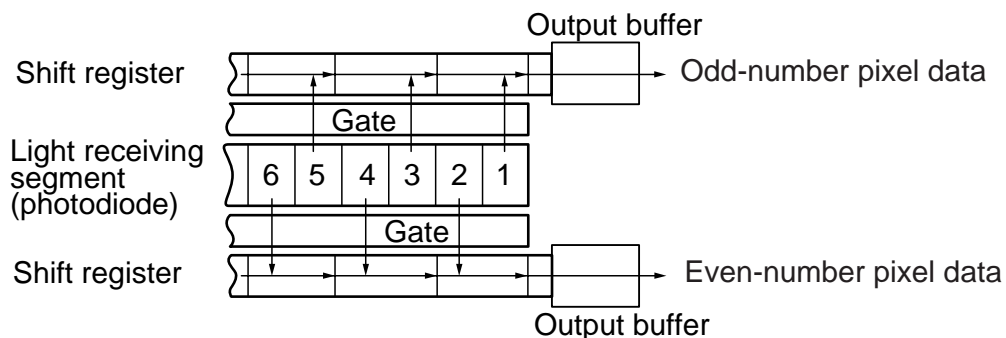 Output buffer
Shift register
Odd-number pixel data
Gate
Light receiving
segment
(photodiode)
6 5 4 3 2 1
Gate
Shift register
Even-number pixel data
Output buffer